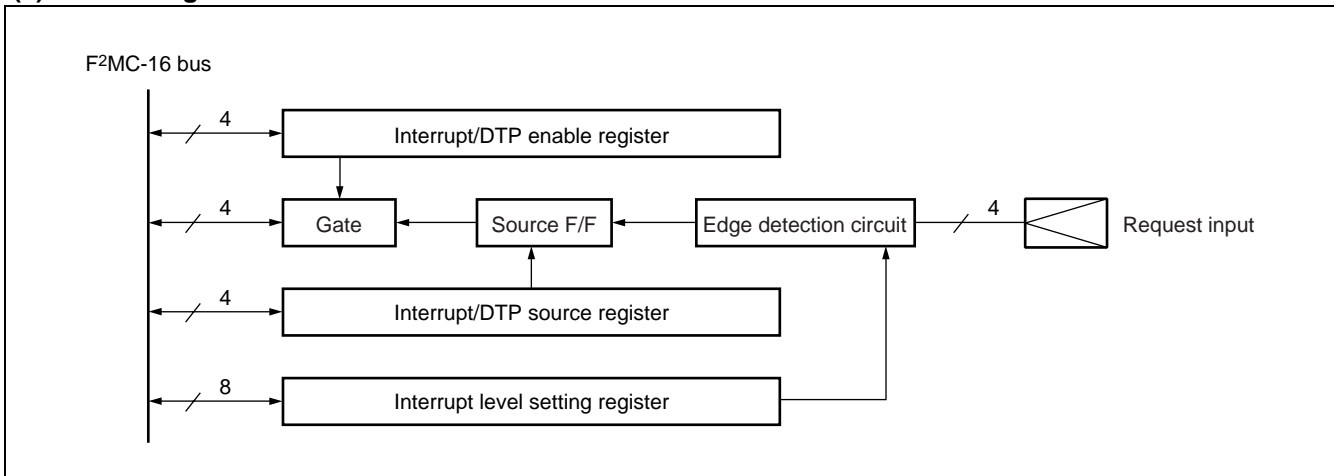 F²MC-16 bus
4
Interrupt/DTP enable register
4
Gate
Source F/F
Edge detection circuit
4
Request input
4
Interrupt/DTP source register
8
Interrupt level setting register